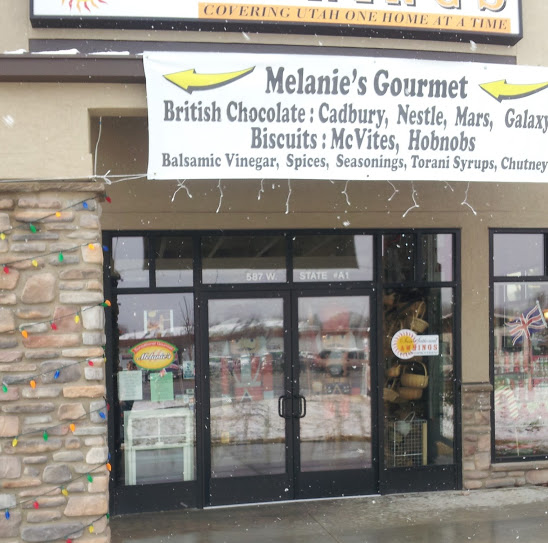 COVERING UTAH ONE HOME AT A TIME
Melanie's Gourmet
British Chocolate : Cadbury, Nestle, Mars, Galaxy
Biscuits : McVites, Hobnobs
Balsamic Vinegar, Spices, Seasonings, Torani Syrups, Chutney
587 W. STATE #A1
AWNINGS